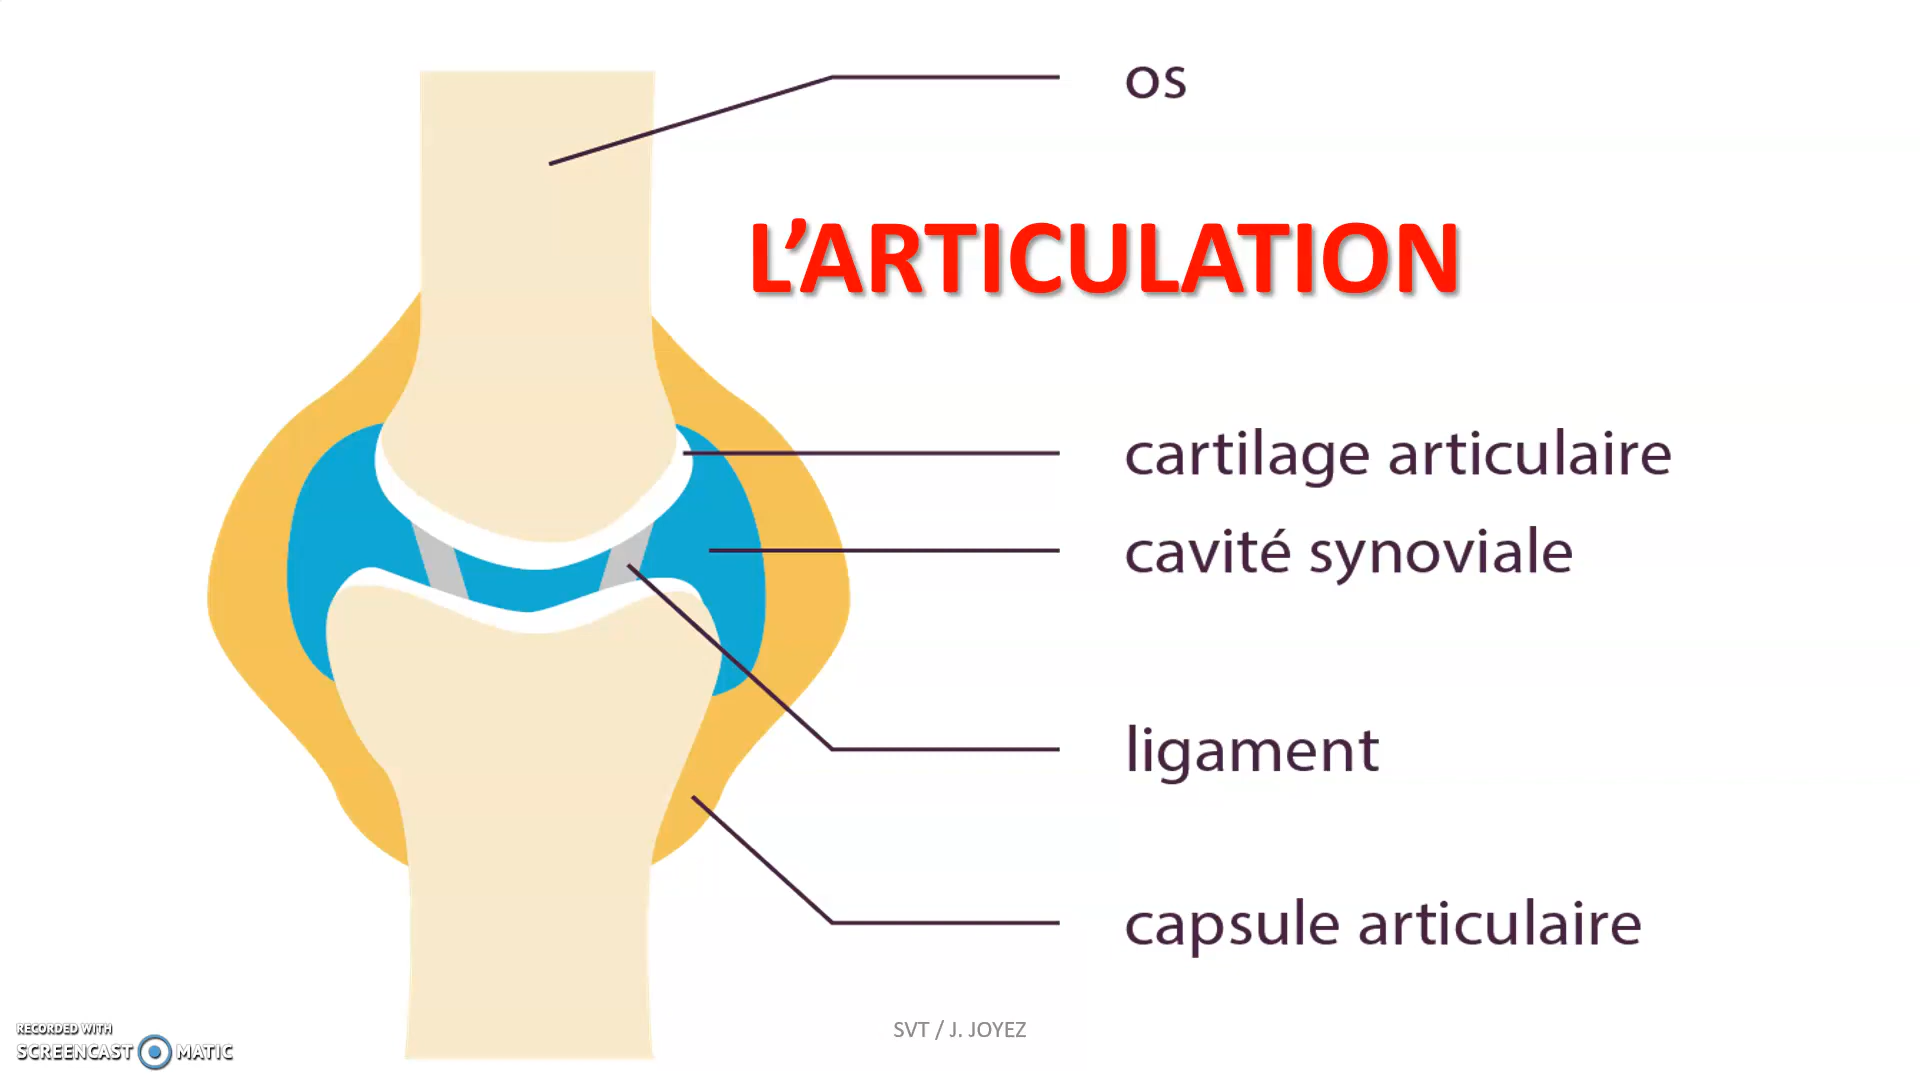 os
L’ARTICULATION
cartilage articulaire
cavité synoviale
ligament
capsule articulaire
SVT / J. JOYEZ
RECORDED WITH
SCREENCAST MATIC